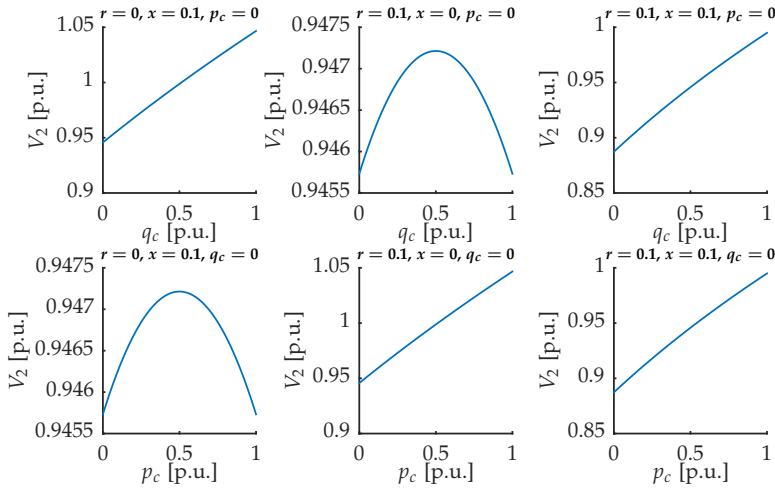 r = 0, x = 0.1, p_c = 0
1.05
1
0.95
0.9
V_2 [p.u.]
0 0.5 1
q_c [p.u.]
r = 0.1, x = 0, p_c = 0
0.9475
0.947
0.9465
0.946
0.9455
V_2 [p.u.]
0 0.5 1
q_c [p.u.]
r = 0.1, x = 0.1, p_c = 0
1
0.95
0.9
0.85
V_2 [p.u.]
0 0.5 1
q_c [p.u.]
r = 0, x = 0.1, q_c = 0
0.9475
0.947
0.9465
0.946
0.9455
V_2 [p.u.]
0 0.5 1
p_c [p.u.]
r = 0.1, x = 0, q_c = 0
1.05
1
0.95
0.9
V_2 [p.u.]
0 0.5 1
p_c [p.u.]
r = 0.1, x = 0.1, q_c = 0
1
0.95
0.9
0.85
V_2 [p.u.]
0 0.5 1
p_c [p.u.]